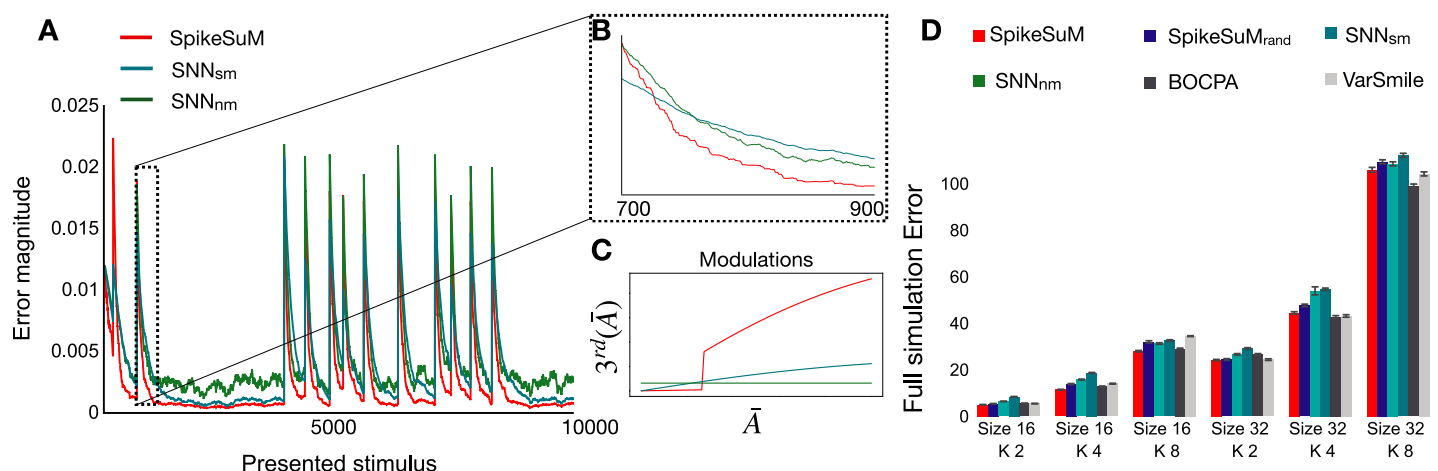 A
SpikeSuM
SNNsm
SNNnm
Error magnitude
0.025
0.02
0.015
0.01
0.005
0
5000
10000
Presented stimulus
B
700
900
C
Modulations
3rd(Ā)
Ā
D
SpikeSuM
SpikeSuMrand
SNNsm
SNNnm
BOCPA
VarSmile
Full simulation Error
100
80
60
40
20
0
Size 16 Size 16 Size 16 Size 32 Size 32 Size 32
K 2 K 4 K 8 K 2 K 4 K 8